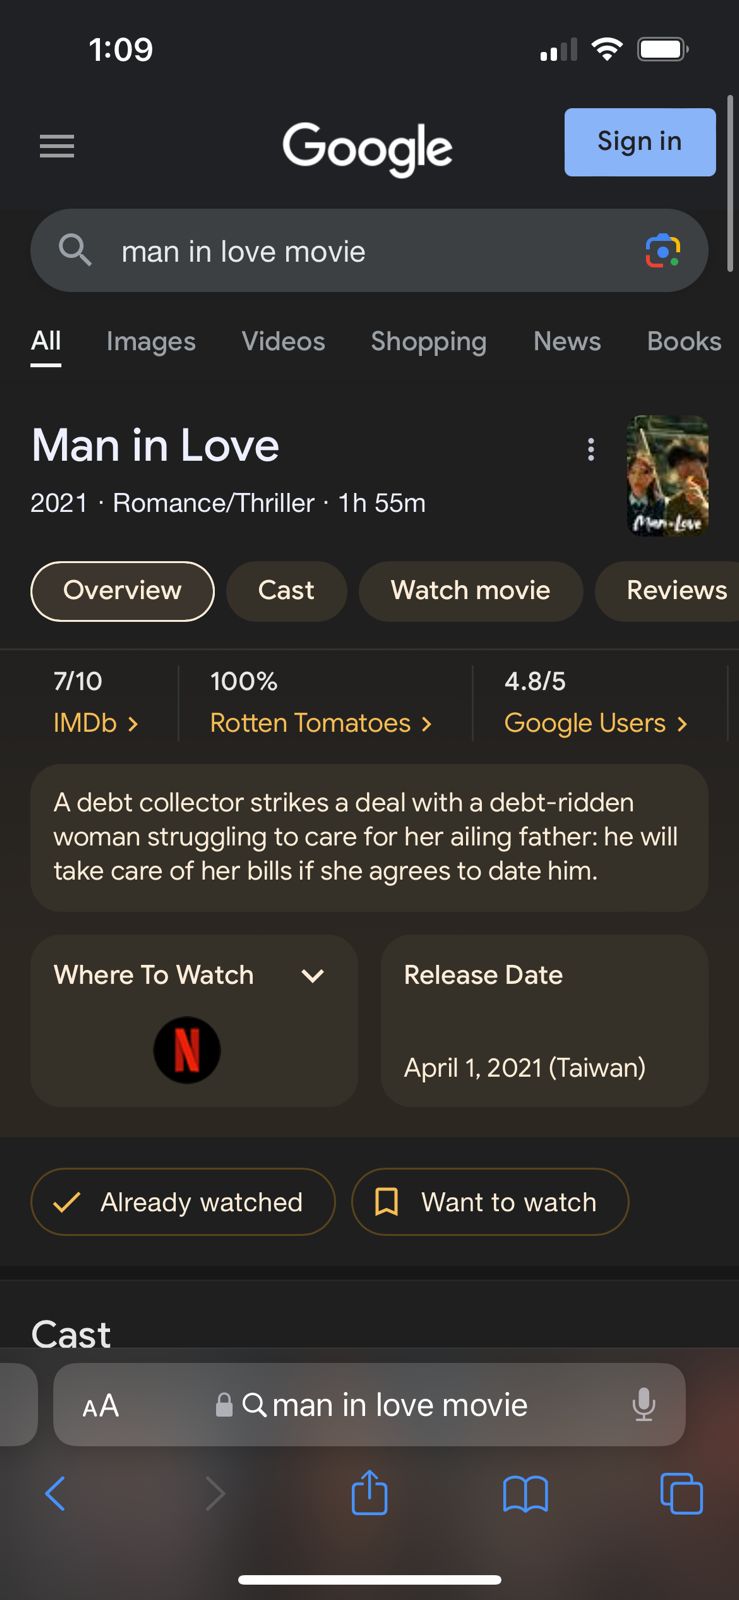 1:09
Google
Sign in
man in love movie
All Images Videos Shopping News Books
Man in Love
2021 · Romance/Thriller · 1h 55m
Man in Love
Overview Cast Watch movie Reviews
7/10 100% 4.8/5
IMDb Rotten Tomatoes Google Users
A debt collector strikes a deal with a debt-ridden
woman struggling to care for her ailing father: he will
take care of her bills if she agrees to date him.
Where To Watch
N
Release Date
April 1, 2021 (Taiwan)
Already watched Want to watch
Cast
AA man in love movie